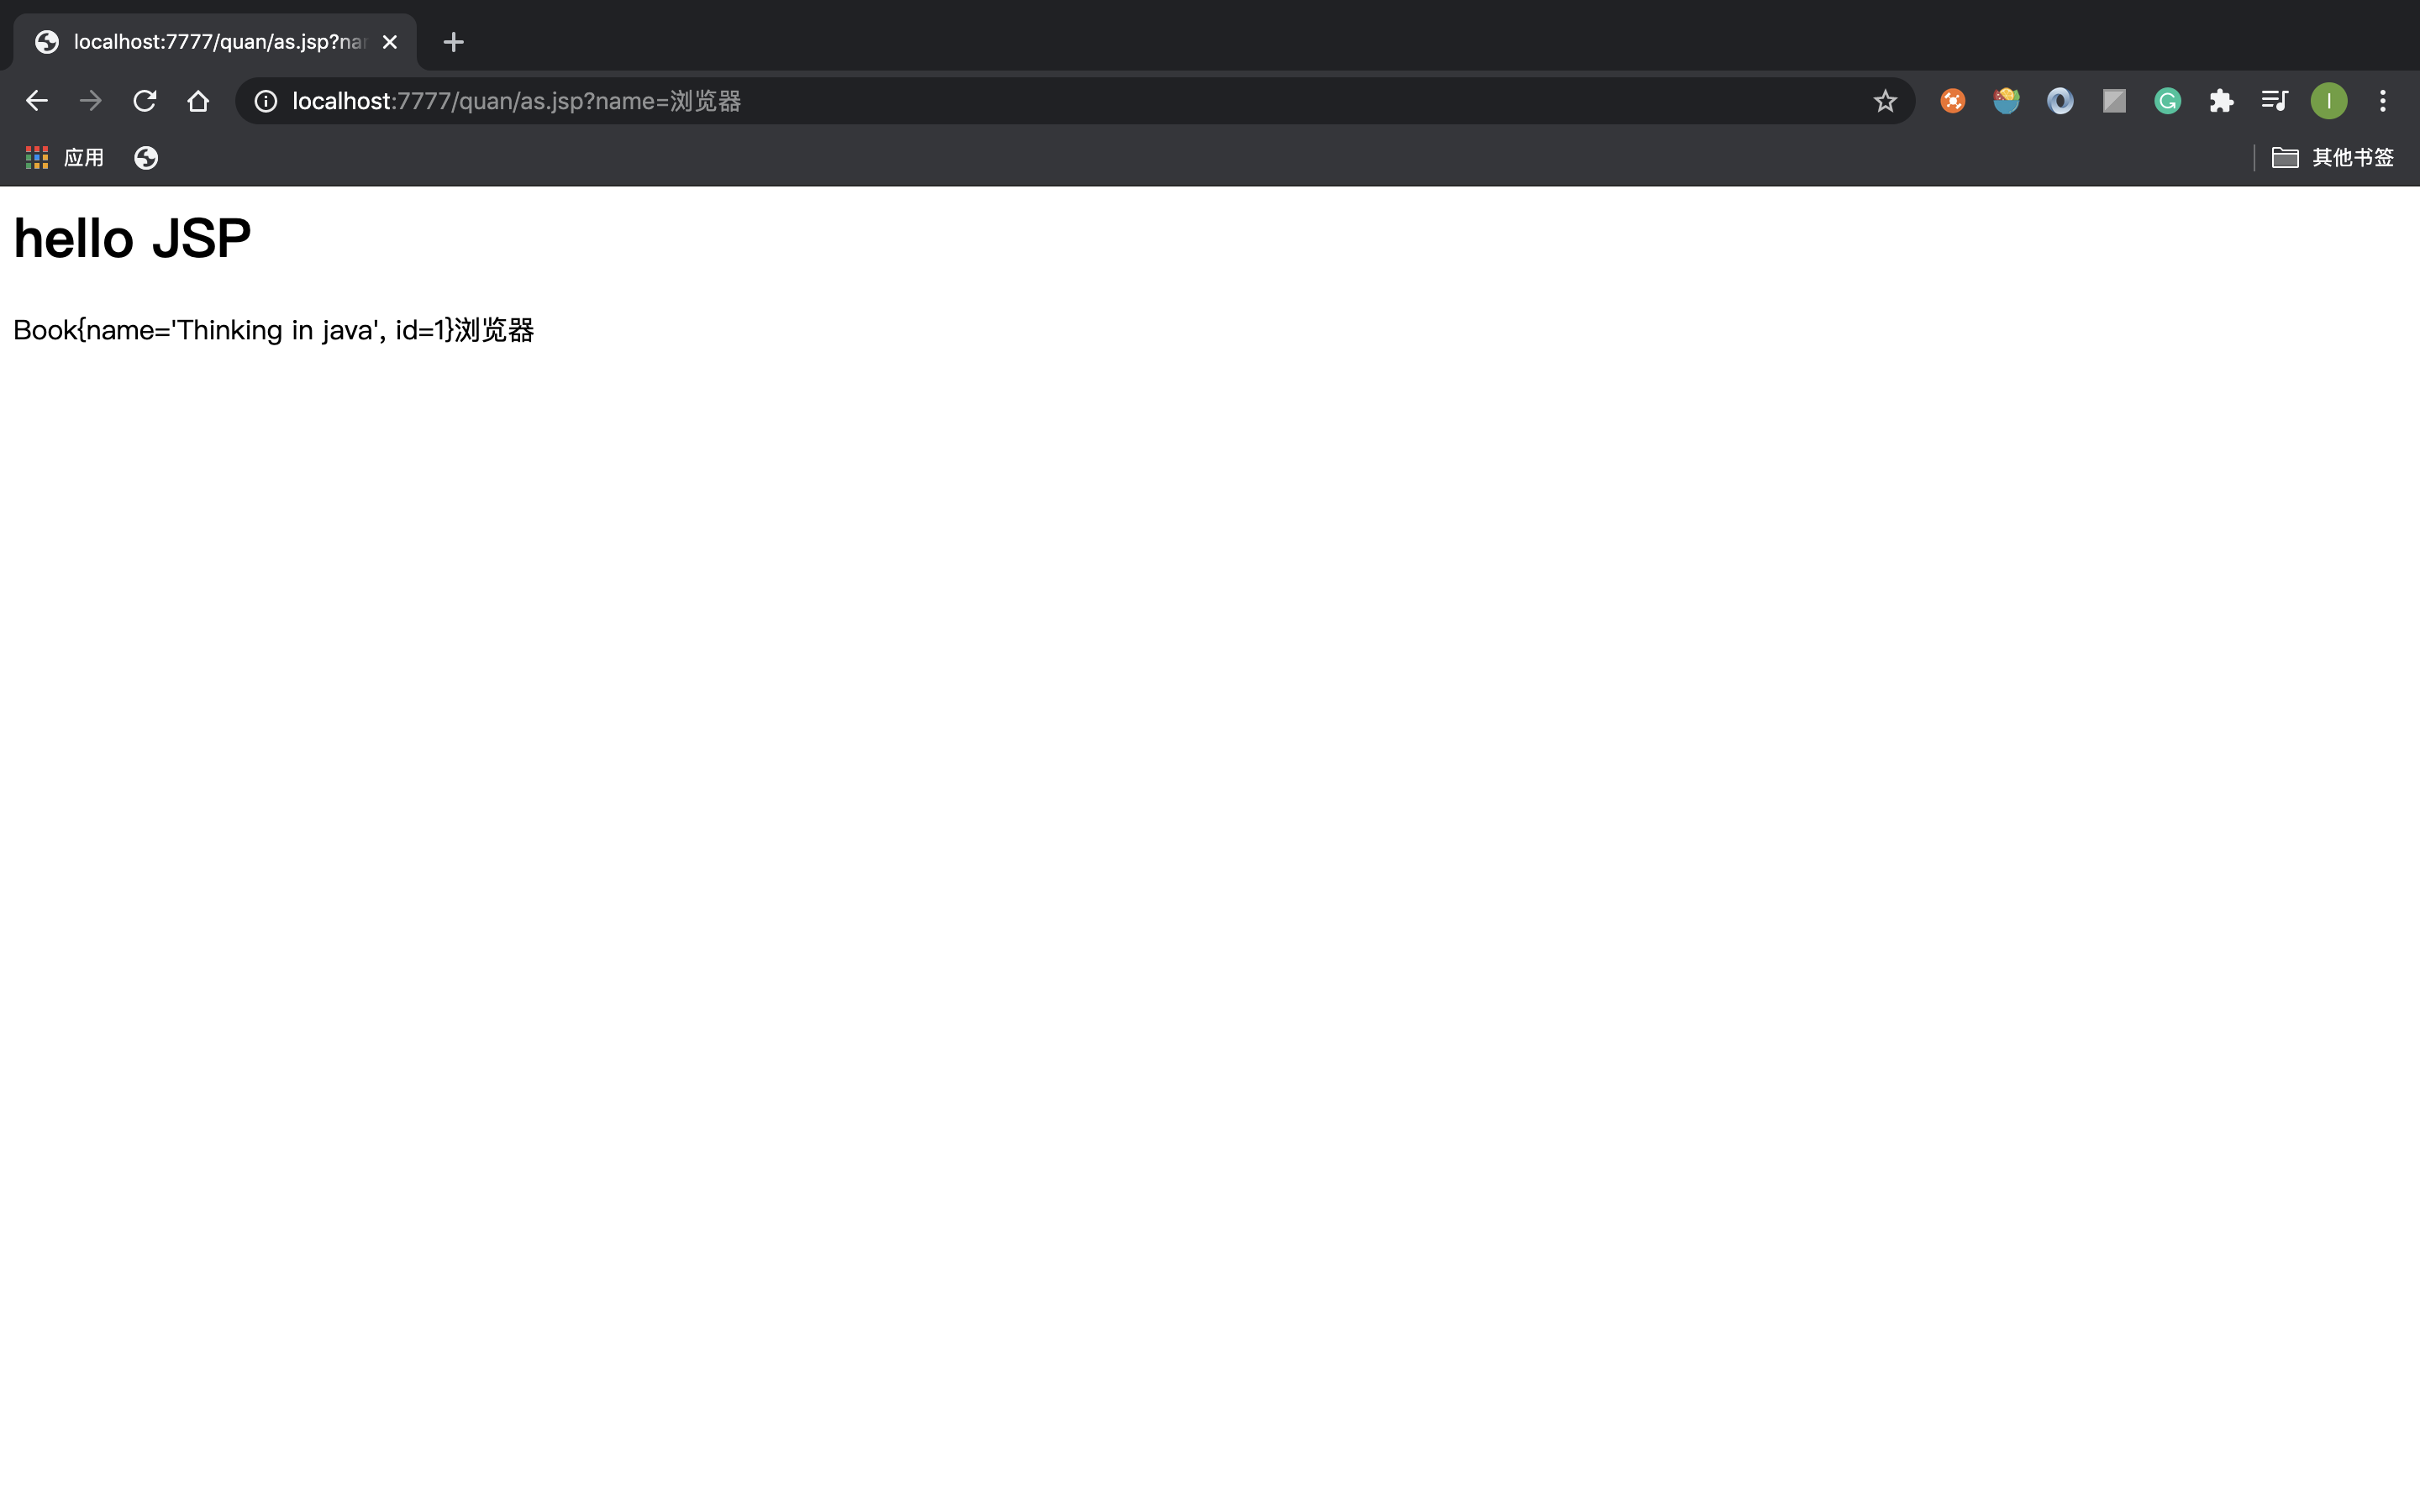 localhost:7777/quan/as.jsp?nar
localhost:7777/quan/as.jsp?name=浏览器
应用
其他书签
hello JSP
Book{name='Thinking in java', id=1}浏览器